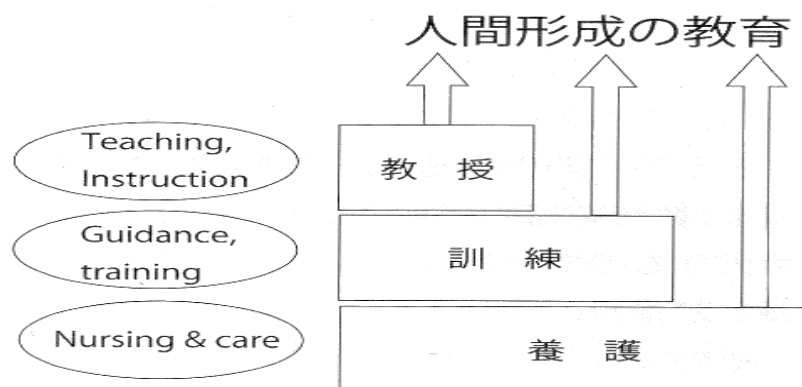 人間形成の教育
Teaching,
Instruction
教 授
Guidance,
training
訓 練
Nursing & care
養 護